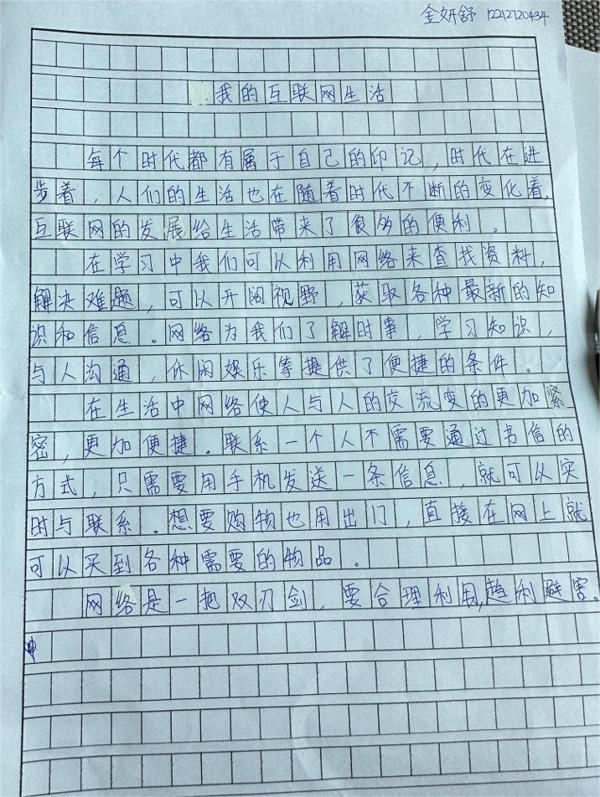 金妍舒 12212720434
我的互联网生活
每个时代都有属于自己的印记，时代在进
步着，人们的生活也在随着时代不断的变化着，
互联网的发展给生活带来了食多的便利。
在学习中我们可以利用网络来查找资料，
解决难题，可以开阔视野，获取各种最新的知
识和信息。网络为我们了解时事，学习知识，
与人沟通，休闲娱乐等提供了便捷的条件。
在生活中网络使人与人的交流变的更加紧
密，更加便捷。联系一个人不需要通过书信的
方式，只需要用手机发送一条信息，就可以实
时与联系。想要购物也用出门，直接在网上就
可以买到各种需要的物品。
网络是一把双刃剑，要合理利用，趋利避害。